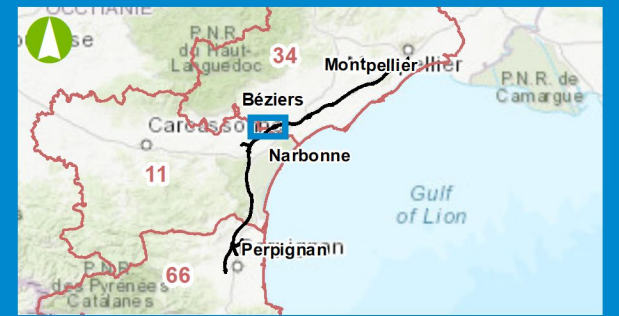 OCCITANIE
P.N.R.
du Haut-
Languedoc
34
Montpellier
P.N.R. de
Camargue
Béziers
Narbonne
11
Gulf
of Lion
Perpignan
66
P.N.R.
des Pyrénées
Catalanes